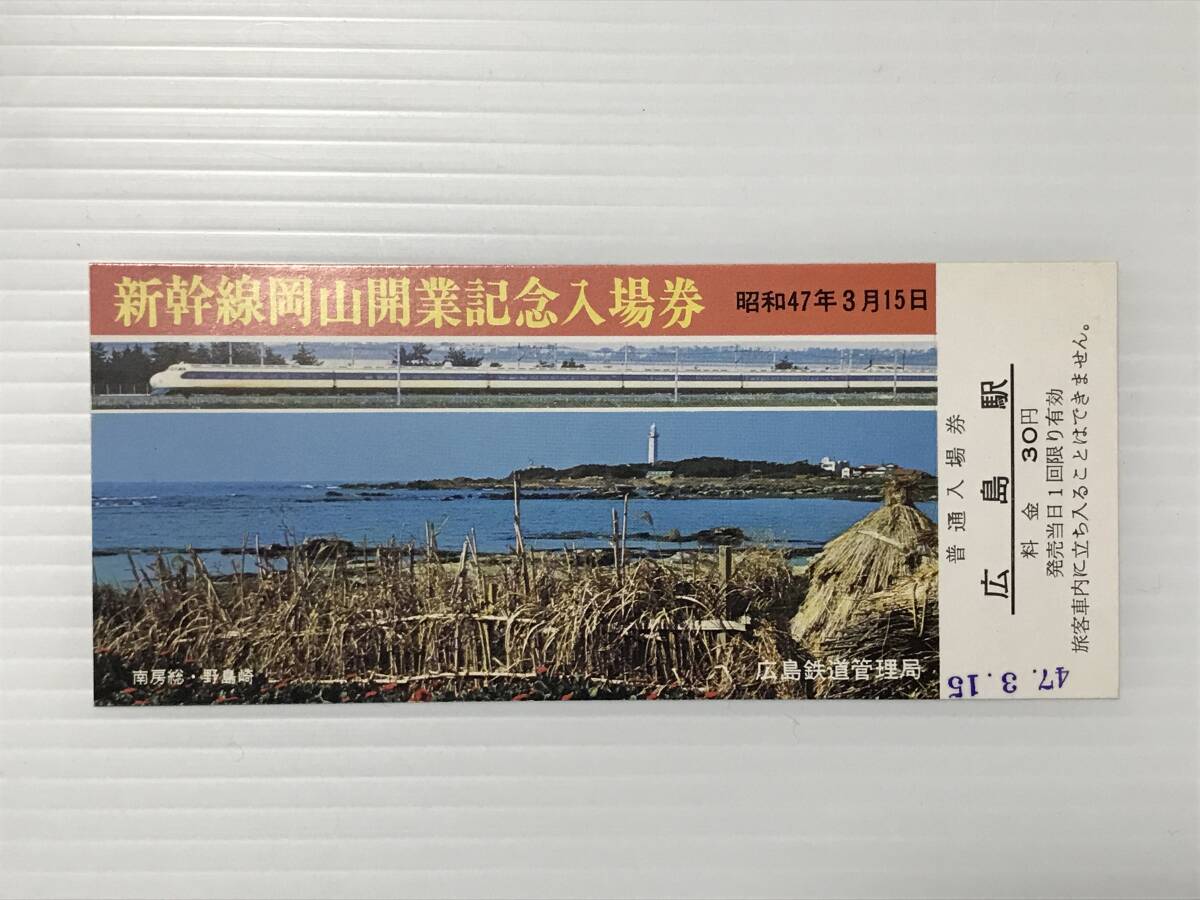 新幹線岡山開業記念入場券 昭和47年3月15日
南房総・野島崎
広島鉄道管理局
普通入場券
広島駅
料金 30円
発売当日1回限り有効
旅客車内に立ち入ることはできません。
47.3.15